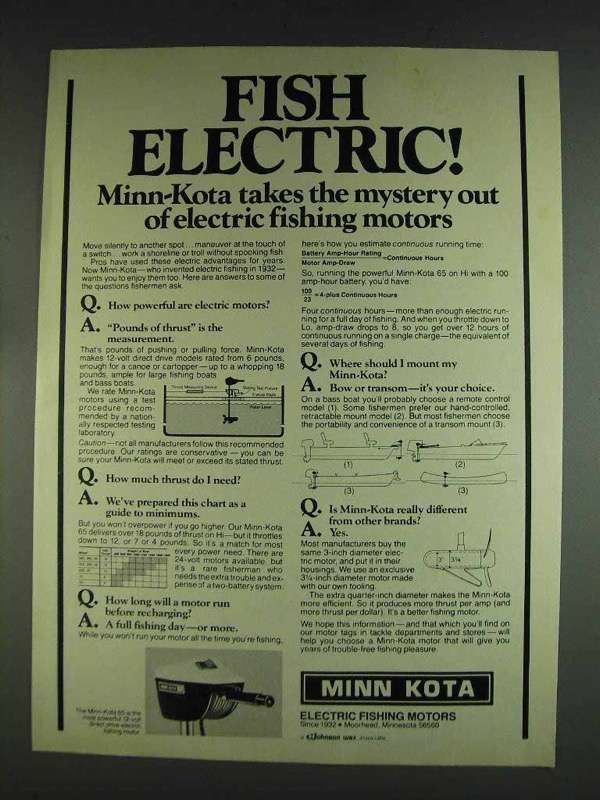 FISH
ELECTRIC!
Minn-Kota takes the mystery out
of electric fishing motors
Move silently to another spot...maneuver at the touch of
a switch...work a shoreline or troll without spooking fish.
Pros have used these electric advantages for years.
Now Minn-Kota—who invented electric fishing in 1932—
wants you to enjoy them too. Here are answers to some of
the questions fishermen ask.
Q. How powerful are electric motors?
A. "Pounds of thrust" is the
measurement.
That's pounds of pushing or pulling force. Minn-Kota
makes 12-volt direct drive models rated from 6 pounds,
enough for a canoe or cartopper—up to a whopping 18
pounds, ample for large fishing boats
and bass boats.
We rate Minn-Kota
motors using a test
procedure recom-
mended by a nation-
ally respected testing
laboratory.
Thrust Measuring Device
Water Level
Caution—not all manufacturers follow this recommended
procedure. Our ratings are conservative—you can be
sure your Minn-Kota will meet or exceed its stated thrust.
Q. How much thrust do I need?
A. We've prepared this chart as a
guide to minimums.
But you won't overpower if you go higher. Our Minn-Kota
65 delivers over 18 pounds of thrust on Hi—but it throttles
down to 12, or 7 or 4 pounds. So it's a match for most
every power need. There are
24-volt motors available, but
it's a rare fisherman who
needs the extra trouble and ex-
pense of a two-battery system.
Q. How long will a motor run
before recharging?
A. A full fishing day—or more.
While you won't run your motor all the time you're fishing,
The Minn-Kota 65 is the
most powerful 12-volt
direct drive electric
fishing motor.
here's how you estimate continuous running time:
Battery Amp-Hour Rating
Motor Amp-Draw
=Continuous Hours
So, running the powerful Minn-Kota 65 on Hi with a 100
amp-hour battery, you'd have:
100
23
=4-plus Continuous Hours
Four continuous hours—more than enough electric run-
ning for a full day of fishing. And when you throttle down to
Lo, amp-draw drops to 8, so you get over 12 hours of
continuous running on a single charge—the equivalent of
several days of fishing.
Q. Where should I mount my
Minn-Kota?
A. Bow or transom—it's your choice.
On a bass boat you'll probably choose a remote control
model (1). Some fishermen prefer our hand-controlled,
retractable mount model (2). But most fishermen choose
the portability and convenience of a transom mount (3).
(1) (2)
(3) (3)
Q. Is Minn-Kota really different
from other brands?
A. Yes.
Most manufacturers buy the
same 3-inch diameter elec-
tric motor, and put it in their
housings. We use an exclusive
3¼-inch diameter motor made
with our own tooling.
3" 3¼"
The extra quarter-inch diameter makes the Minn-Kota
more efficient. So it produces more thrust per amp (and
more thrust per dollar). It's a better fishing motor.
We hope this information—and that which you'll find on
our motor tags in tackle departments and stores—will
help you choose a Minn-Kota motor that will give you
years of trouble-free fishing pleasure.
MINN KOTA
ELECTRIC FISHING MOTORS
Since 1932 • Moorhead, Minnesota 56560
Johnson wax